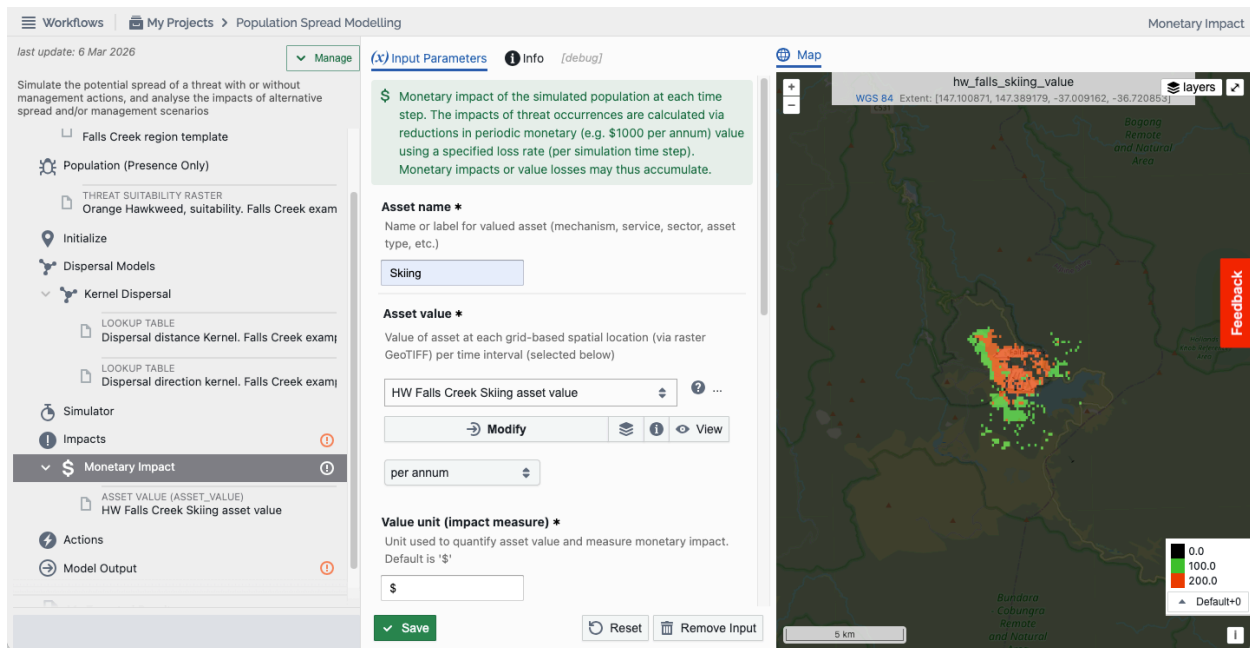 Workflows
My Projects > Population Spread Modelling
Monetary Impact
last update: 6 Mar 2026
Manage
Simulate the potential spread of a threat with or without
management actions, and analyse the impacts of alternative
spread and/or management scenarios
Falls Creek region template
Population (Presence Only)
THREAT SUITABILITY RASTER
Orange Hawkweed, suitability. Falls Creek exam
Initialize
Dispersal Models
Kernel Dispersal
LOOKUP TABLE
Dispersal distance Kernel. Falls Creek examp
LOOKUP TABLE
Dispersal direction kernel. Falls Creek examp
Simulator
Impacts
Monetary Impact
ASSET VALUE (ASSET_VALUE)
HW Falls Creek Skiing asset value
Actions
Model Output
(x) Input Parameters
Info
[debug]
$ Monetary impact of the simulated population at each time
step. The impacts of threat occurrences are calculated via
reductions in periodic monetary (e.g. $1000 per annum) value
using a specified loss rate (per simulation time step).
Monetary impacts or value losses may thus accumulate.
Asset name *
Name or label for valued asset (mechanism, service, sector, asset
type, etc.)
Skiing
Asset value *
Value of asset at each grid-based spatial location (via raster
GeoTIFF) per time interval (selected below)
HW Falls Creek Skiing asset value
...
Modify
View
per annum
Value unit (impact measure) *
Unit used to quantify asset value and measure monetary impact.
Default is '$'
$
Save
Reset
Remove Input
Map
+
−
hw_falls_skiing_value
WGS 84 Extent: [147.100871, 147.389179, -37.009162, -36.720853]
layers
Bogong
Remote
and Natural
Area
Feedback
0.0
100.0
200.0
Default+0
Bundara
Cobungra
Remote
and Natural
5 km
i